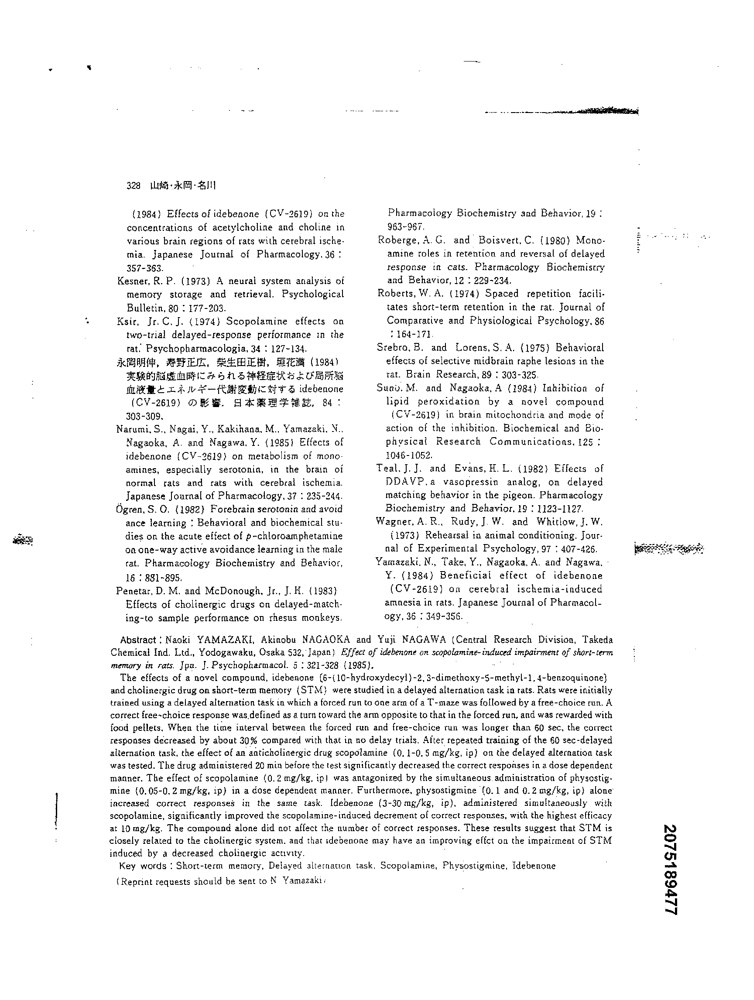 328 山崎·永岡·名川
(1984) Effects of idebenone (CV-2619) on the
concentrations of acetylcholine and choline in
various brain regions of rats with cerebral ische-
mia. Japanese Journal of Pharmacology, 36 :
357-363.
Kesner, R. P. (1973) A neural system analysis of
memory storage and retrieval. Psychological
Bulletin, 80 : 177-203.
Ksir, Jr. C. J. (1974) Scopolamine effects on
two-trial delayed-response performance in the
rat. Psychopharmacologia, 34 : 127-134.
永岡明伸, 寿野正広, 柴生田正樹, 垣花満 (1984)
実験的脳虚血時にみられる神経症状および局所脳
血流量とエネルギー代謝変動に対する idebenone
(CV-2619) の影響. 日本薬理学雑誌, 84 :
303-309.
Narumi, S., Nagai, Y., Kakihana, M., Yamazaki, N.,
Nagaoka, A. and Nagawa, Y. (1985) Effects of
idebenone (CV-2619) on metabolism of mono-
amines, especially serotonin, in the brain of
normal rats and rats with cerebral ischemia.
Japanese Journal of Pharmacology, 37 : 235-244.
Ögren, S. O. (1982) Forebrain serotonin and avoid
ance learning : Behavioral and biochemical stu-
dies on the acute effect of p-chloroamphetamine
on one-way active avoidance learning in the male
rat. Pharmacology Biochemistry and Behavior,
16 : 881-895.
Penetar, D. M. and McDonough, Jr., J. H. (1983)
Effects of cholinergic drugs on delayed-match-
ing-to sample performance on rhesus monkeys.
Pharmacology Biochemistry and Behavior, 19 :
963-967.
Roberge, A. G. and Boisvert, C. (1980) Mono-
amine roles in retention and reversal of delayed
response in cats. Pharmacology Biochemistry
and Behavior, 12 : 229-234.
Roberts, W. A. (1974) Spaced repetition facili-
tates short-term retention in the rat. Journal of
Comparative and Physiological Psychology, 86
: 164-171.
Srebro, B. and Lorens, S. A. (1975) Behavioral
effects of selective midbrain raphe lesions in the
rat. Brain Research, 89 : 303-325.
Suno, M. and Nagaoka, A (1984) Inhibition of
lipid peroxidation by a novel compound
(CV-2619) in brain mitochondria and mode of
action of the inhibition. Biochemical and Bio-
physical Research Communications, 125 :
1046-1052.
Teal, J. J. and Evans, H. L. (1982) Effects of
DDAVP, a vasopressin analog, on delayed
matching behavior in the pigeon. Pharmacology
Biochemistry and Behavior, 19 : 1123-1127.
Wagner, A. R., Rudy, J. W. and Whitlow, J. W.
(1973) Rehearsal in animal conditioning. Jour-
nal of Experimental Psychology, 97 : 407-426.
Yamazaki, N., Take, Y., Nagaoka, A. and Nagawa,
Y. (1984) Beneficial effect of idebenone
(CV-2619) on cerebral ischemia-induced
amnesia in rats. Japanese Journal of Pharmacol-
ogy, 36 : 349-356.
Abstract : Naoki YAMAZAKI, Akinobu NAGAOKA and Yuji NAGAWA (Central Research Division, Takeda
Chemical Ind. Ltd., Yodogawaku, Osaka 532, Japan) Effect of idebenone on scopolamine-induced impairment of short-term
memory in rats. Jpn. J. Psychopharmacol. 5 : 321-328 (1985).
The effects of a novel compound, idebenone [6-(10-hydroxydecyl)-2, 3-dimethoxy-5-methyl-1, 4-benzoquinone]
and cholinergic drug on short-term memory (STM) were studied in a delayed alternation task in rats. Rats were initially
trained using a delayed alternation task in which a forced run to one arm of a T-maze was followed by a free-choice run. A
correct free-choice response was defined as a turn toward the arm opposite to that in the forced run, and was rewarded with
food pellets. When the time interval between the forced run and free-choice run was longer than 60 sec, the correct
responses decreased by about 30% compared with that in no delay trials. After repeated training of the 60 sec-delayed
alternation task, the effect of an anticholinergic drug scopolamine (0.1-0.5 mg/kg, ip) on the delayed alternation task
was tested. The drug administered 20 min before the test significantly decreased the correct responses in a dose dependent
manner. The effect of scopolamine (0.2 mg/kg, ip) was antagonized by the simultaneous administration of physostig-
mine (0.05-0.2 mg/kg, ip) in a dose dependent manner. Furthermore, physostigmine (0.1 and 0.2 mg/kg, ip) alone
increased correct responses in the same task. Idebenone (3-30 mg/kg, ip), administered simultaneously with
scopolamine, significantly improved the scopolamine-induced decrement of correct responses, with the highest efficacy
at 10 mg/kg. The compound alone did not affect the number of correct responses. These results suggest that STM is
closely related to the cholinergic system, and that idebenone may have an improving effct on the impairment of STM
induced by a decreased cholinergic activity.
Key words : Short-term memory, Delayed alternation task, Scopolamine, Physostigmine, Idebenone
(Reprint requests should be sent to N. Yamazaki)
2075189477